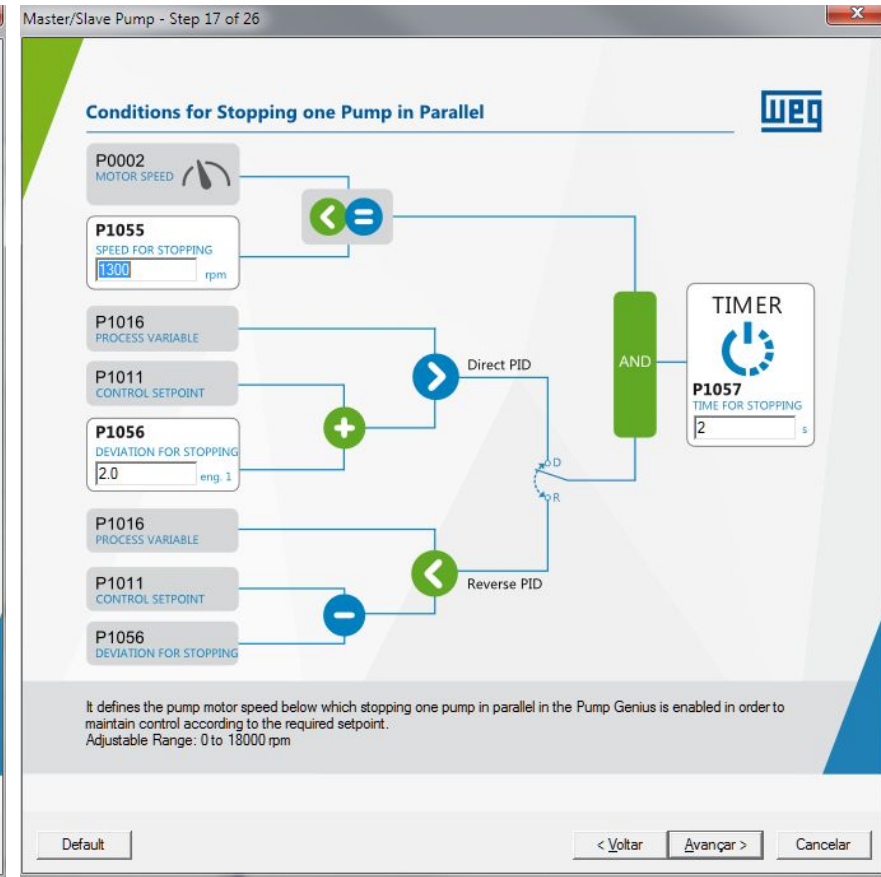 Master/Slave Pump - Step 17 of 26
x
Conditions for Stopping one Pump in Parallel
WEG
P0002
MOTOR SPEED
P1055
SPEED FOR STOPPING
1300 rpm
P1016
PROCESS VARIABLE
P1011
CONTROL SETPOINT
P1056
DEVIATION FOR STOPPING
2.0 eng. 1
P1016
PROCESS VARIABLE
P1011
CONTROL SETPOINT
P1056
DEVIATION FOR STOPPING
< =
>
+
<
−
Direct PID
D
R
Reverse PID
AND
TIMER
P1057
TIME FOR STOPPING
2 s
It defines the pump motor speed below which stopping one pump in parallel in the Pump Genius is enabled in order to
maintain control according to the required setpoint.
Adjustable Range: 0 to 18000 rpm
Default
< Voltar
Avançar >
Cancelar